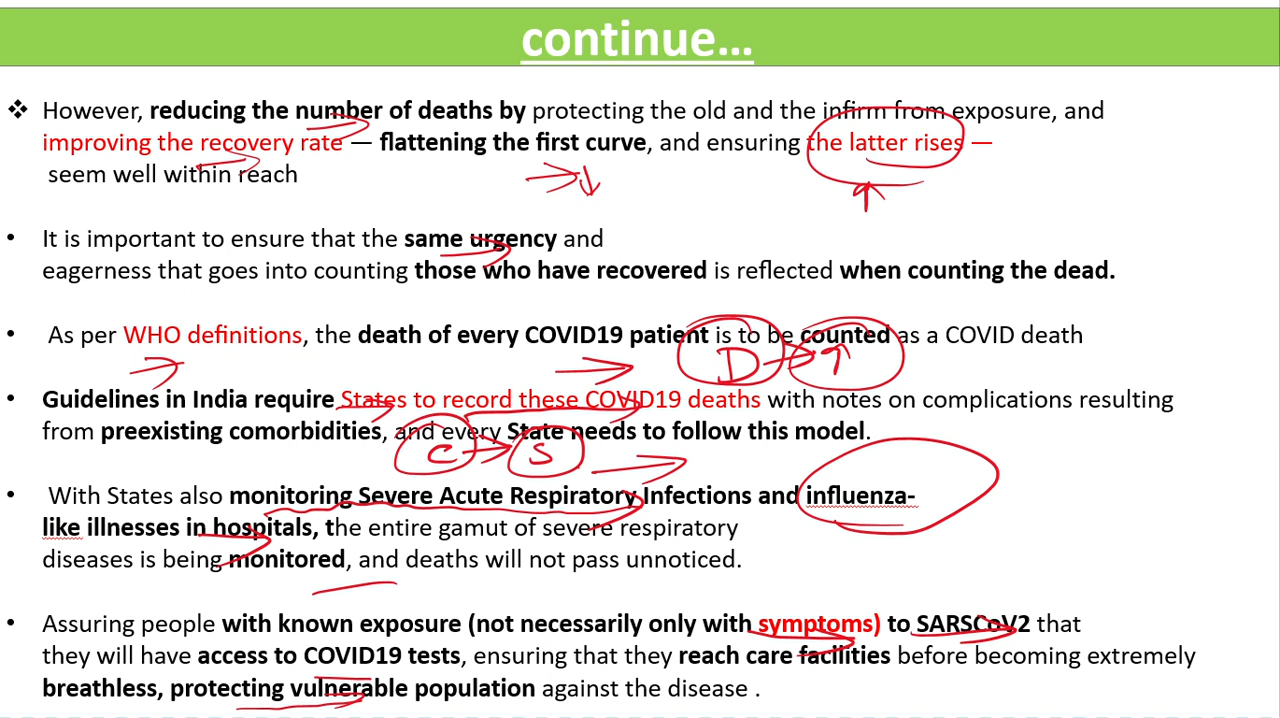 continue...
❖ However, reducing the number of deaths by protecting the old and the infirm from exposure, and
improving the recovery rate — flattening the first curve, and ensuring the latter rises —
seem well within reach
• It is important to ensure that the same urgency and
eagerness that goes into counting those who have recovered is reflected when counting the dead.
• As per WHO definitions, the death of every COVID19 patient is to be counted as a COVID death
D
• Guidelines in India require States to record these COVID19 deaths with notes on complications resulting
from preexisting comorbidities, and every State needs to follow this model.
C S
• With States also monitoring Severe Acute Respiratory Infections and influenza-
like illnesses in hospitals, the entire gamut of severe respiratory
diseases is being monitored, and deaths will not pass unnoticed.
• Assuring people with known exposure (not necessarily only with symptoms) to SARSCoV2 that
they will have access to COVID19 tests, ensuring that they reach care facilities before becoming extremely
breathless, protecting vulnerable population against the disease .